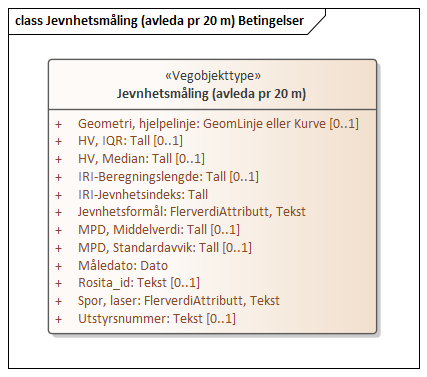 class Jevnhetsmåling (avleda pr 20 m) Betingelser
«Vegobjekttype»
Jevnhetsmåling (avleda pr 20 m)
+ Geometri, hjelpelinje: GeomLinje eller Kurve [0..1]
+ HV, IQR: Tall [0..1]
+ HV, Median: Tall [0..1]
+ IRI-Beregningslengde: Tall [0..1]
+ IRI-Jevnhetsindeks: Tall
+ Jevnhetsformål: FlerverdiAttributt, Tekst
+ MPD, Middelverdi: Tall [0..1]
+ MPD, Standardavvik: Tall [0..1]
+ Måledato: Dato
+ Rosita_id: Tekst [0..1]
+ Spor, laser: FlerverdiAttributt, Tekst
+ Utstyrsnummer: Tekst [0..1]